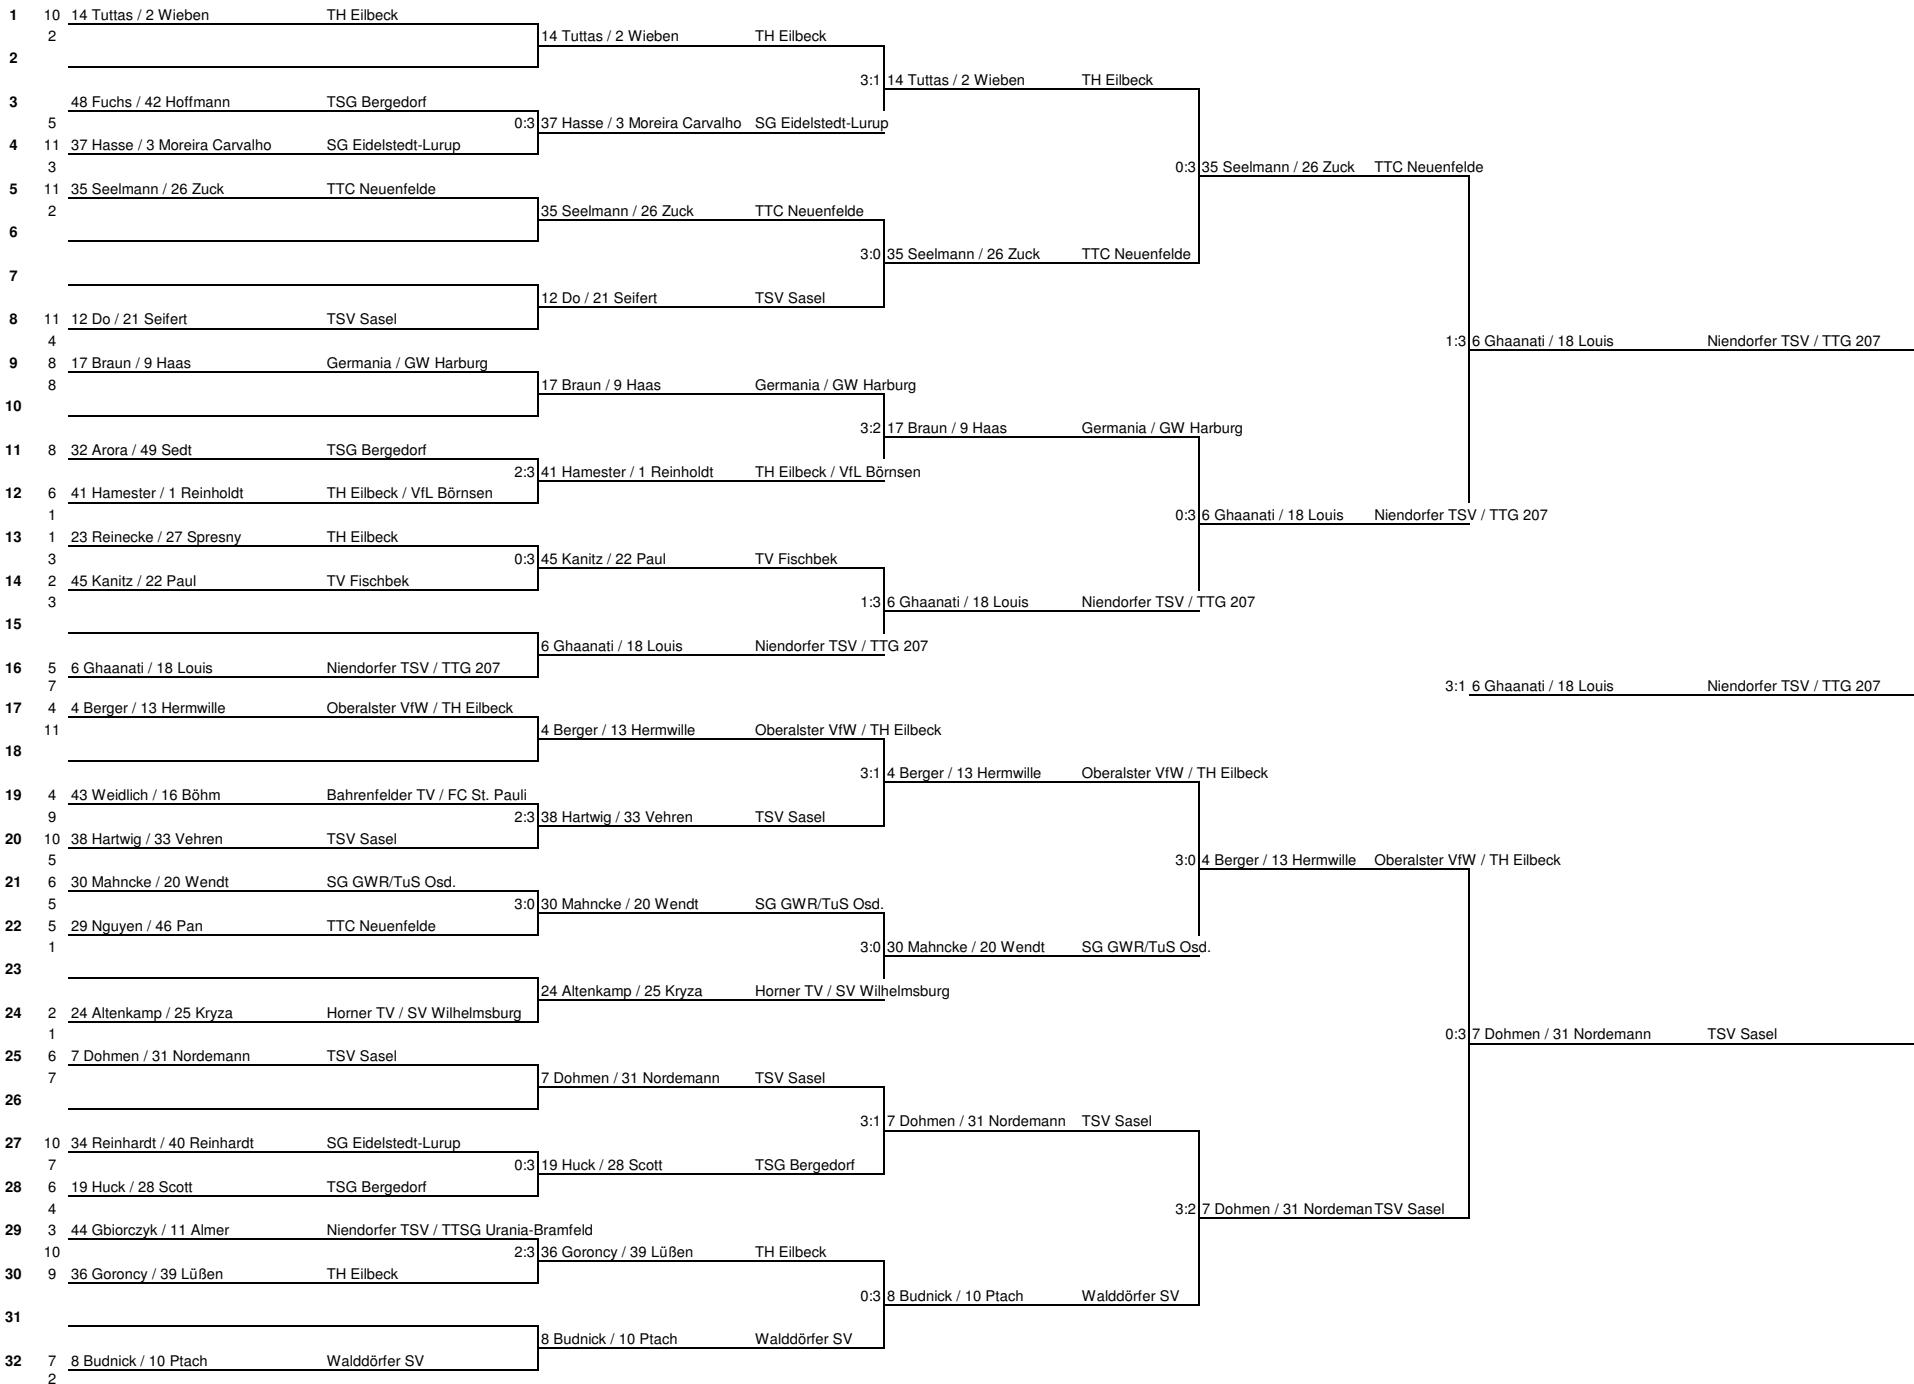 1 10 14 Tuttas / 2 Wieben TH Eilbeck
2 14 Tuttas / 2 Wieben TH Eilbeck
2
3:1 14 Tuttas / 2 Wieben TH Eilbeck
3 48 Fuchs / 42 Hoffmann TSG Bergedorf
5 0:3 37 Hasse / 3 Moreira Carvalho SG Eidelstedt-Lurup
4 11 37 Hasse / 3 Moreira Carvalho SG Eidelstedt-Lurup
3 0:3 35 Seelmann / 26 Zuck TTC Neuenfelde
5 11 35 Seelmann / 26 Zuck TTC Neuenfelde
2 35 Seelmann / 26 Zuck TTC Neuenfelde
6
3:0 35 Seelmann / 26 Zuck TTC Neuenfelde
7
12 Do / 21 Seifert TSV Sasel
8 11 12 Do / 21 Seifert TSV Sasel
4 1:3 6 Ghaanati / 18 Louis Niendorfer TSV / TTG 207
9 8 17 Braun / 9 Haas Germania / GW Harburg
8 17 Braun / 9 Haas Germania / GW Harburg
10
3:2 17 Braun / 9 Haas Germania / GW Harburg
11 8 32 Arora / 49 Sedt TSG Bergedorf
2:3 41 Hamester / 1 Reinholdt TH Eilbeck / VfL Börnsen
12 6 41 Hamester / 1 Reinholdt TH Eilbeck / VfL Börnsen
1 0:3 6 Ghaanati / 18 Louis Niendorfer TSV / TTG 207
13 1 23 Reinecke / 27 Spresny TH Eilbeck
3 0:3 45 Kanitz / 22 Paul TV Fischbek
14 2 45 Kanitz / 22 Paul TV Fischbek
3 1:3 6 Ghaanati / 18 Louis Niendorfer TSV / TTG 207
15
6 Ghaanati / 18 Louis Niendorfer TSV / TTG 207
16 5 6 Ghaanati / 18 Louis Niendorfer TSV / TTG 207
7 3:1 6 Ghaanati / 18 Louis Niendorfer TSV / TTG 207
17 4 4 Berger / 13 Hermwille Oberalster VfW / TH Eilbeck
11 4 Berger / 13 Hermwille Oberalster VfW / TH Eilbeck
18
3:1 4 Berger / 13 Hermwille Oberalster VfW / TH Eilbeck
19 4 43 Weidlich / 16 Böhm Bahrenfelder TV / FC St. Pauli
9 2:3 38 Hartwig / 33 Vehren TSV Sasel
20 10 38 Hartwig / 33 Vehren TSV Sasel
5 3:0 4 Berger / 13 Hermwille Oberalster VfW / TH Eilbeck
21 6 30 Mahncke / 20 Wendt SG GWR/TuS Osd.
5 3:0 30 Mahncke / 20 Wendt SG GWR/TuS Osd.
22 5 29 Nguyen / 46 Pan TTC Neuenfelde
1 3:0 30 Mahncke / 20 Wendt SG GWR/TuS Osd.
23
24 Altenkamp / 25 Kryza Horner TV / SV Wilhelmsburg
24 2 24 Altenkamp / 25 Kryza Horner TV / SV Wilhelmsburg
1 0:3 7 Dohmen / 31 Nordemann TSV Sasel
25 6 7 Dohmen / 31 Nordemann TSV Sasel
7 7 Dohmen / 31 Nordemann TSV Sasel
26
3:1 7 Dohmen / 31 Nordemann TSV Sasel
27 10 34 Reinhardt / 40 Reinhardt SG Eidelstedt-Lurup
7 0:3 19 Huck / 28 Scott TSG Bergedorf
28 6 19 Huck / 28 Scott TSG Bergedorf
4 3:2 7 Dohmen / 31 Nordeman TSV Sasel
29 3 44 Gbiorczyk / 11 Almer Niendorfer TSV / TTSG Urania-Bramfeld
10 2:3 36 Goroncy / 39 Lüßen TH Eilbeck
30 9 36 Goroncy / 39 Lüßen TH Eilbeck
0:3 8 Budnick / 10 Ptach Walddörfer SV
31
8 Budnick / 10 Ptach Walddörfer SV
32 7 8 Budnick / 10 Ptach Walddörfer SV
2